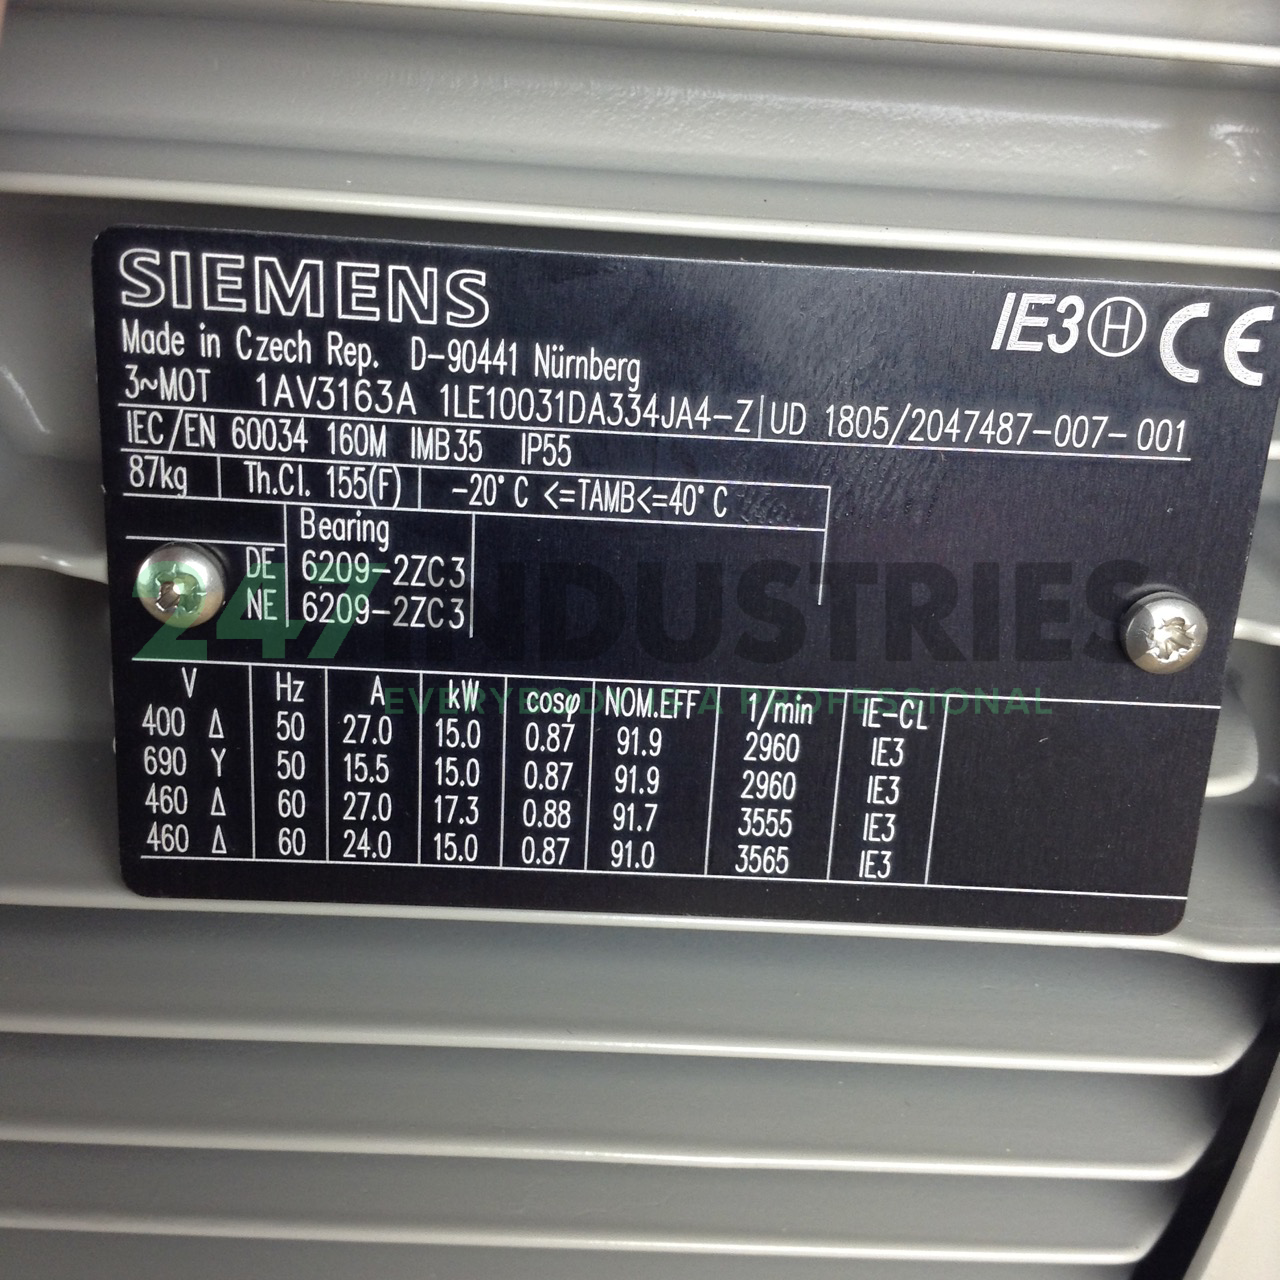 SIEMENS
IE3 H CE
Made in Czech Rep. D-90441 Nürnberg
3~MOT 1AV3163A 1LE10031DA334JA4-Z UD 1805/2047487-007-001
IEC/EN 60034 160M IMB35 IP55
87kg Th.Cl. 155(F) -20°C <=TAMB<=40°C
Bearing
DE 6209-2ZC3
NE 6209-2ZC3
247INDUSTRIES
EVERYBODY IS A PROFESSIONAL
V Hz A kW cosφ NOM.EFF 1/min IE-CL
400 Δ 50 27.0 15.0 0.87 91.9 2960 IE3
690 Y 50 15.5 15.0 0.87 91.9 2960 IE3
460 Δ 60 27.0 17.3 0.88 91.7 3555 IE3
460 Δ 60 24.0 15.0 0.87 91.0 3565 IE3